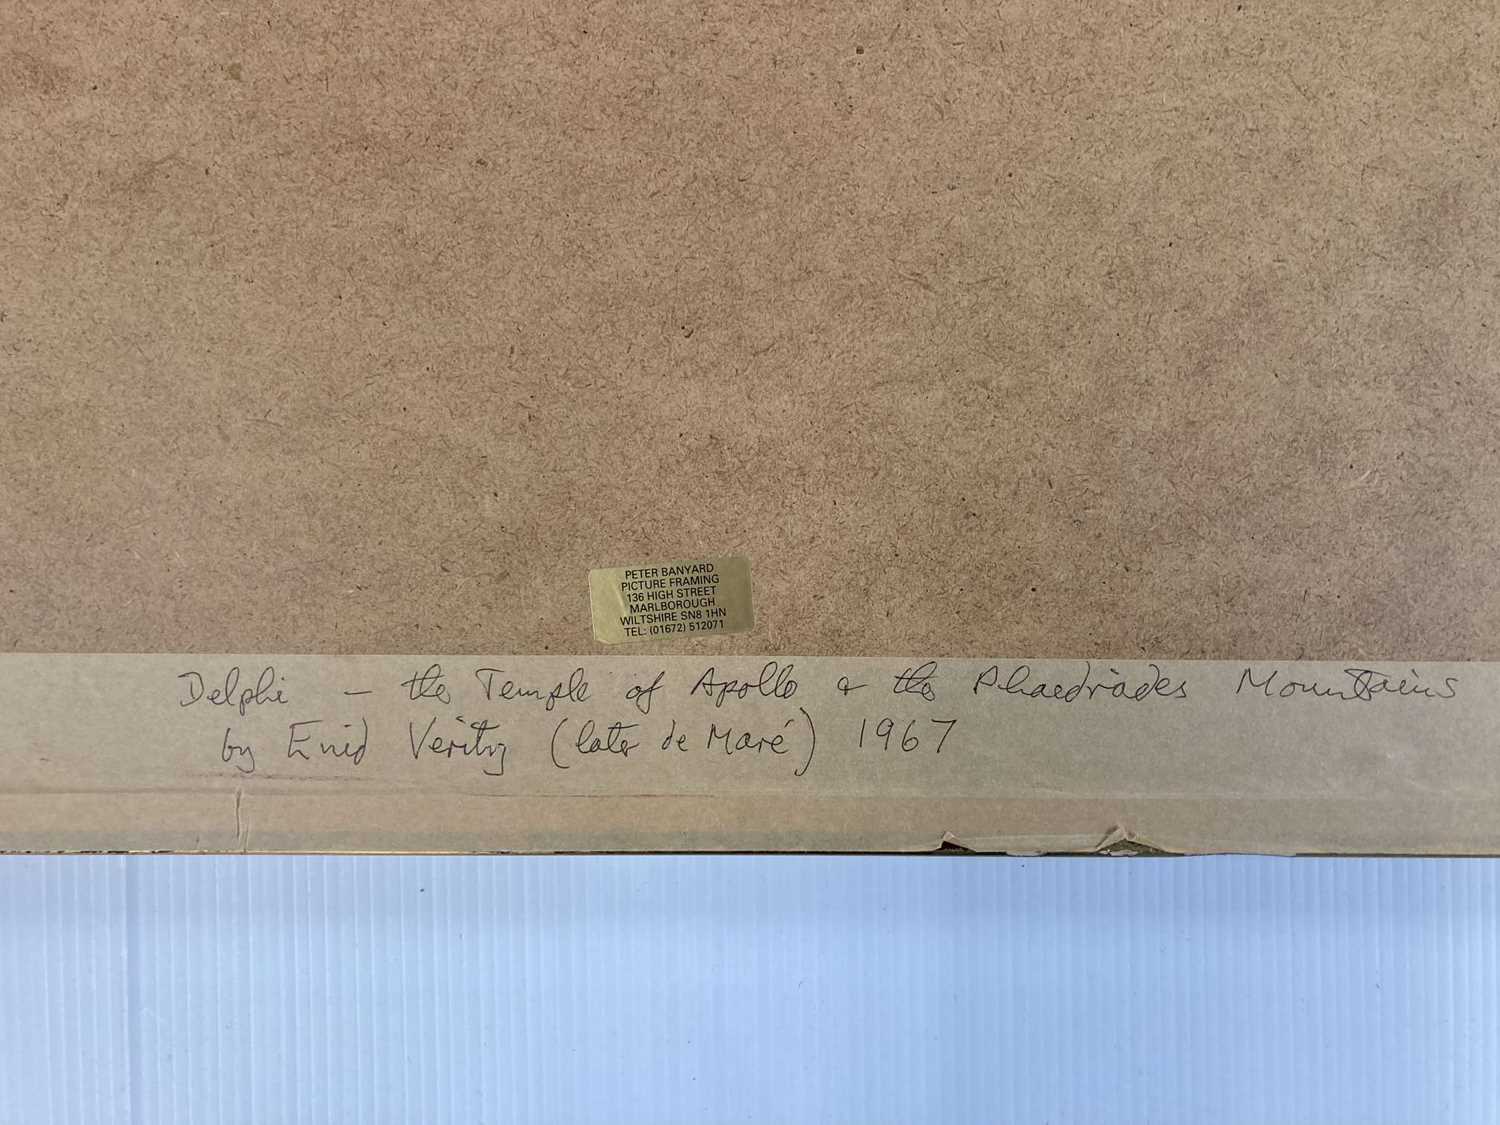 PETER BANYARD
PICTURE FRAMING
136 HIGH STREET
MARLBOROUGH
WILTSHIRE SN8 1HN
TEL: (01672) 512071
Delphi – the Temple of Apollo & the Phaedriades Mountains
by Enid Verity (later de Maré) 1967